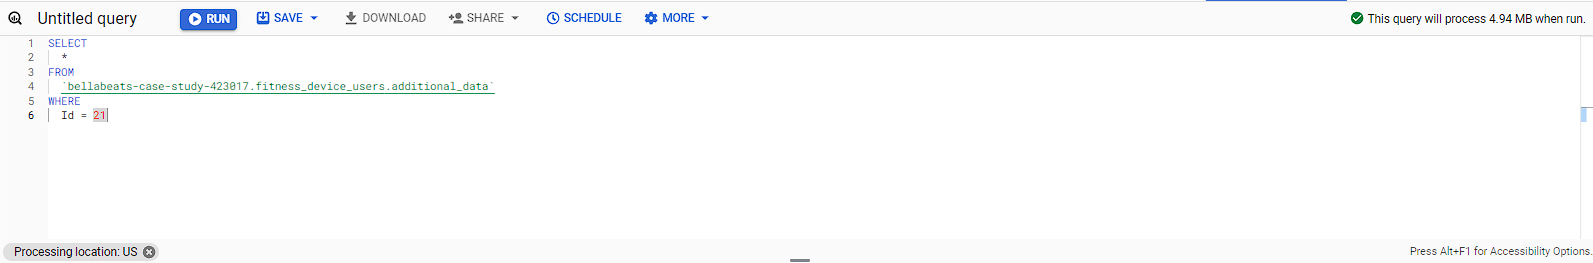 Untitled query RUN SAVE DOWNLOAD SHARE SCHEDULE MORE This query will process 4.94 MB when run.
1 SELECT
2 *
3 FROM
4 `bellabeats-case-study-423017.fitness_device_users.additional_data`
5 WHERE
6 Id = 21
Processing location: US Press Alt+F1 for Accessibility Options.